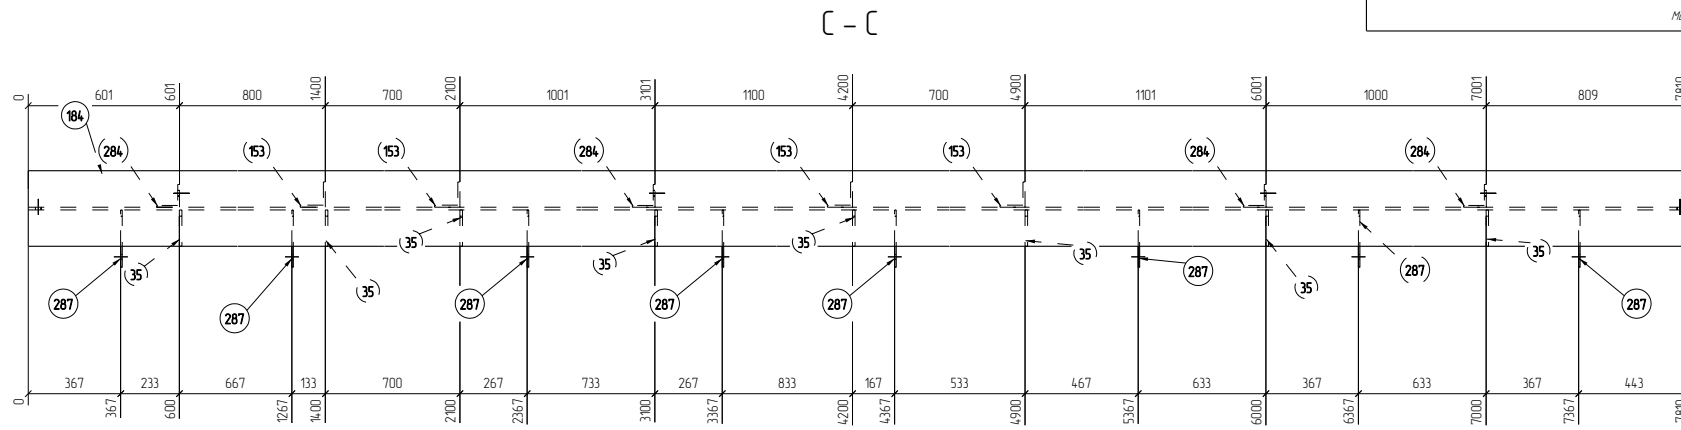 C - C
0 601 601 800 1400 700 2100 1001 3101 1100 4200 700 4900 1101 6001 1000 7001 809 7810
184
(284) (153) (153) (284) (153) (153) (284) (284)
(35) (35) (35) (35) (35) (35) (35) (35)
287 287 287 287 287 287 (287) 287
367 233 667 133 700 267 733 267 833 167 533 467 633 367 633 367 443
0 367 600 1267 1400 2100 2367 3100 3367 4200 4367 4900 5367 6000 6367 7000 7367 7810